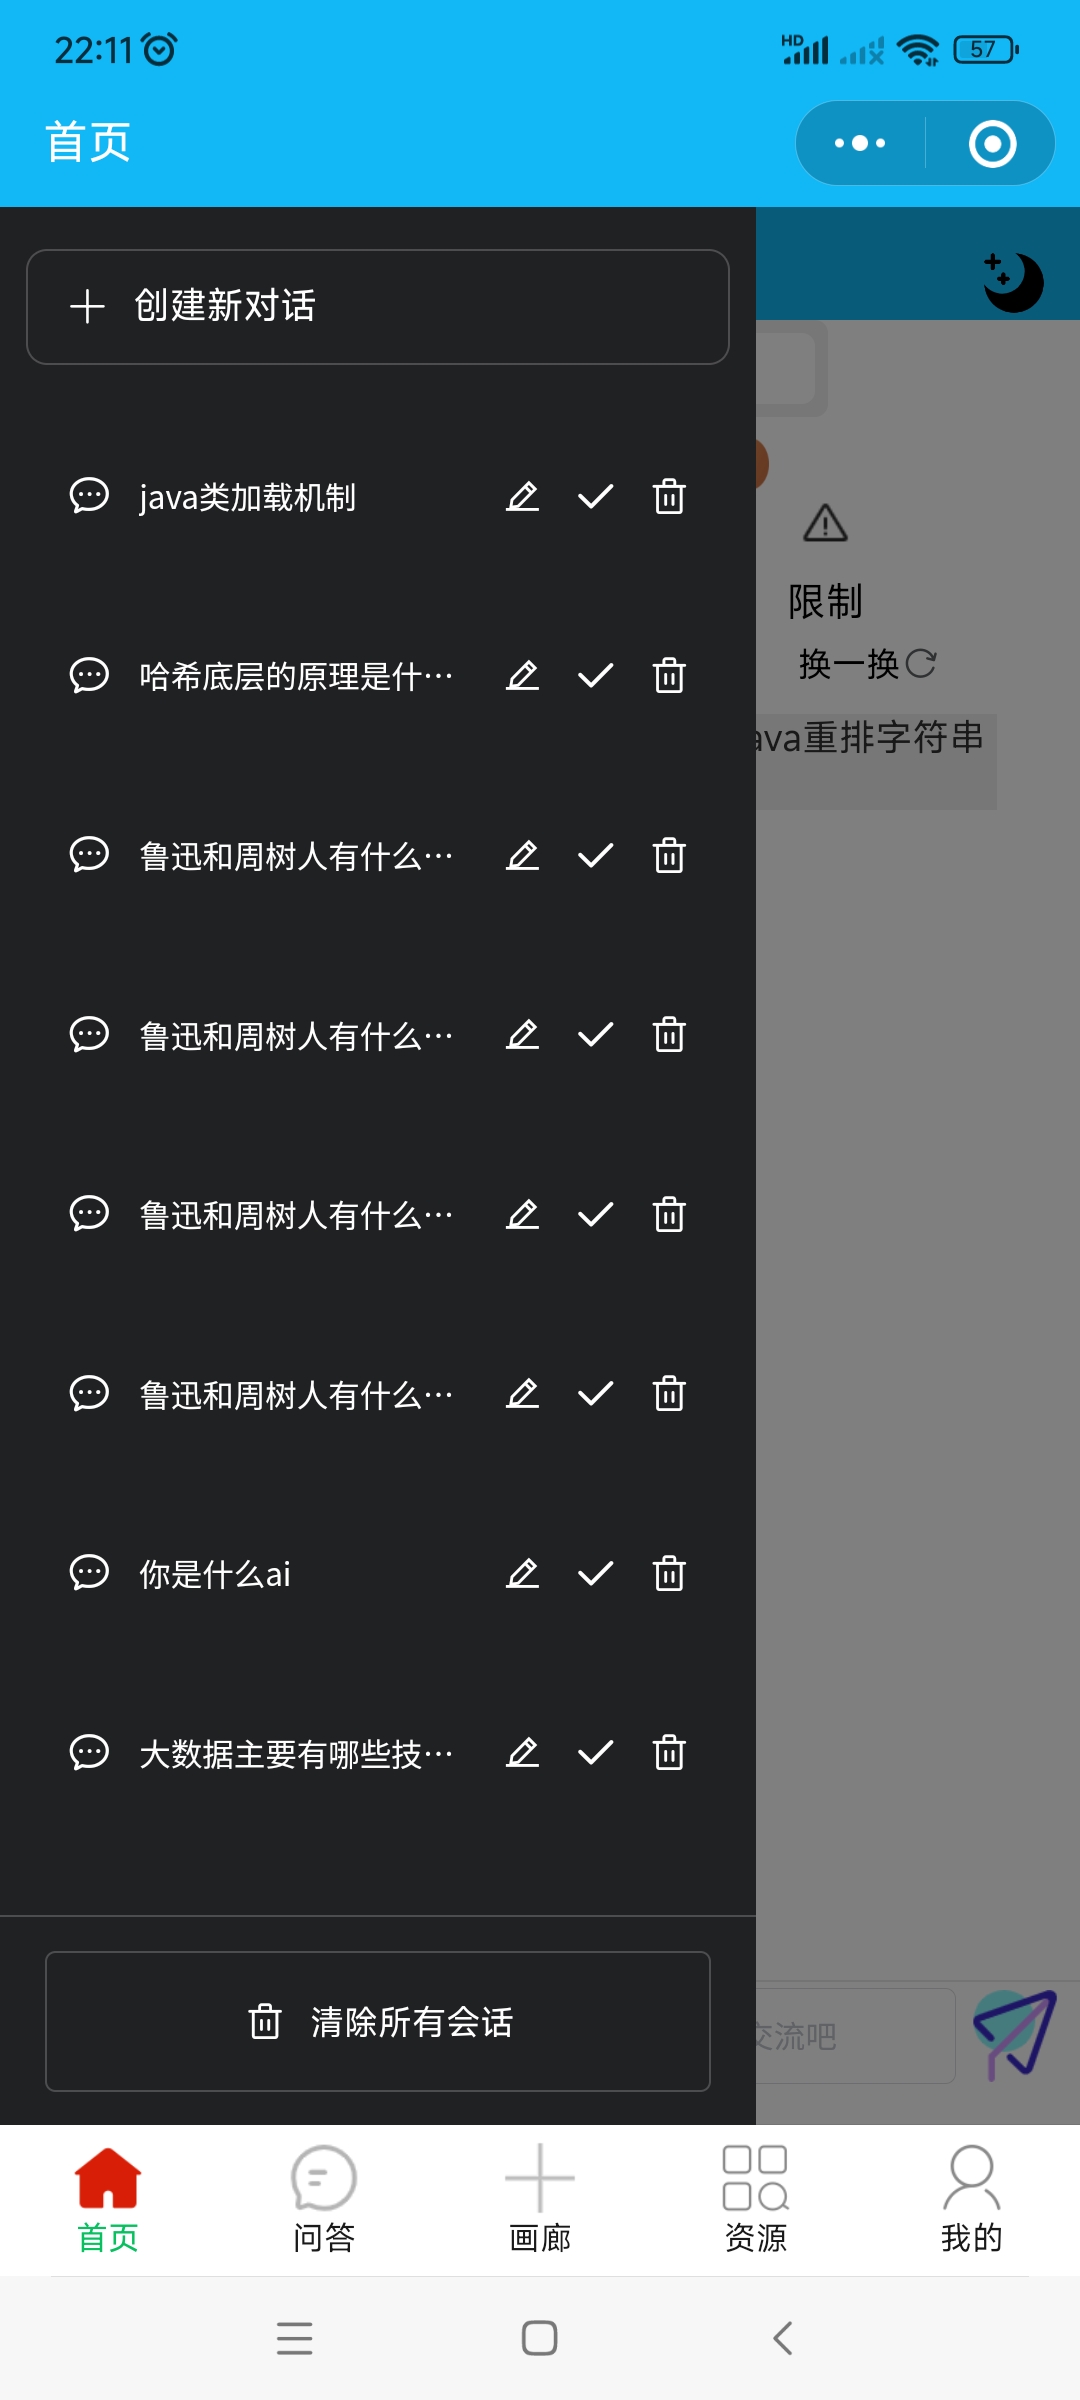 22:11
HD
57
首页
创建新对话
java类加载机制
哈希底层的原理是什…
鲁迅和周树人有什么…
鲁迅和周树人有什么…
鲁迅和周树人有什么…
鲁迅和周树人有什么…
你是什么ai
大数据主要有哪些技…
限制
换一换
ava重排字符串
清除所有会话
交流吧
首页
问答
画廊
资源
我的